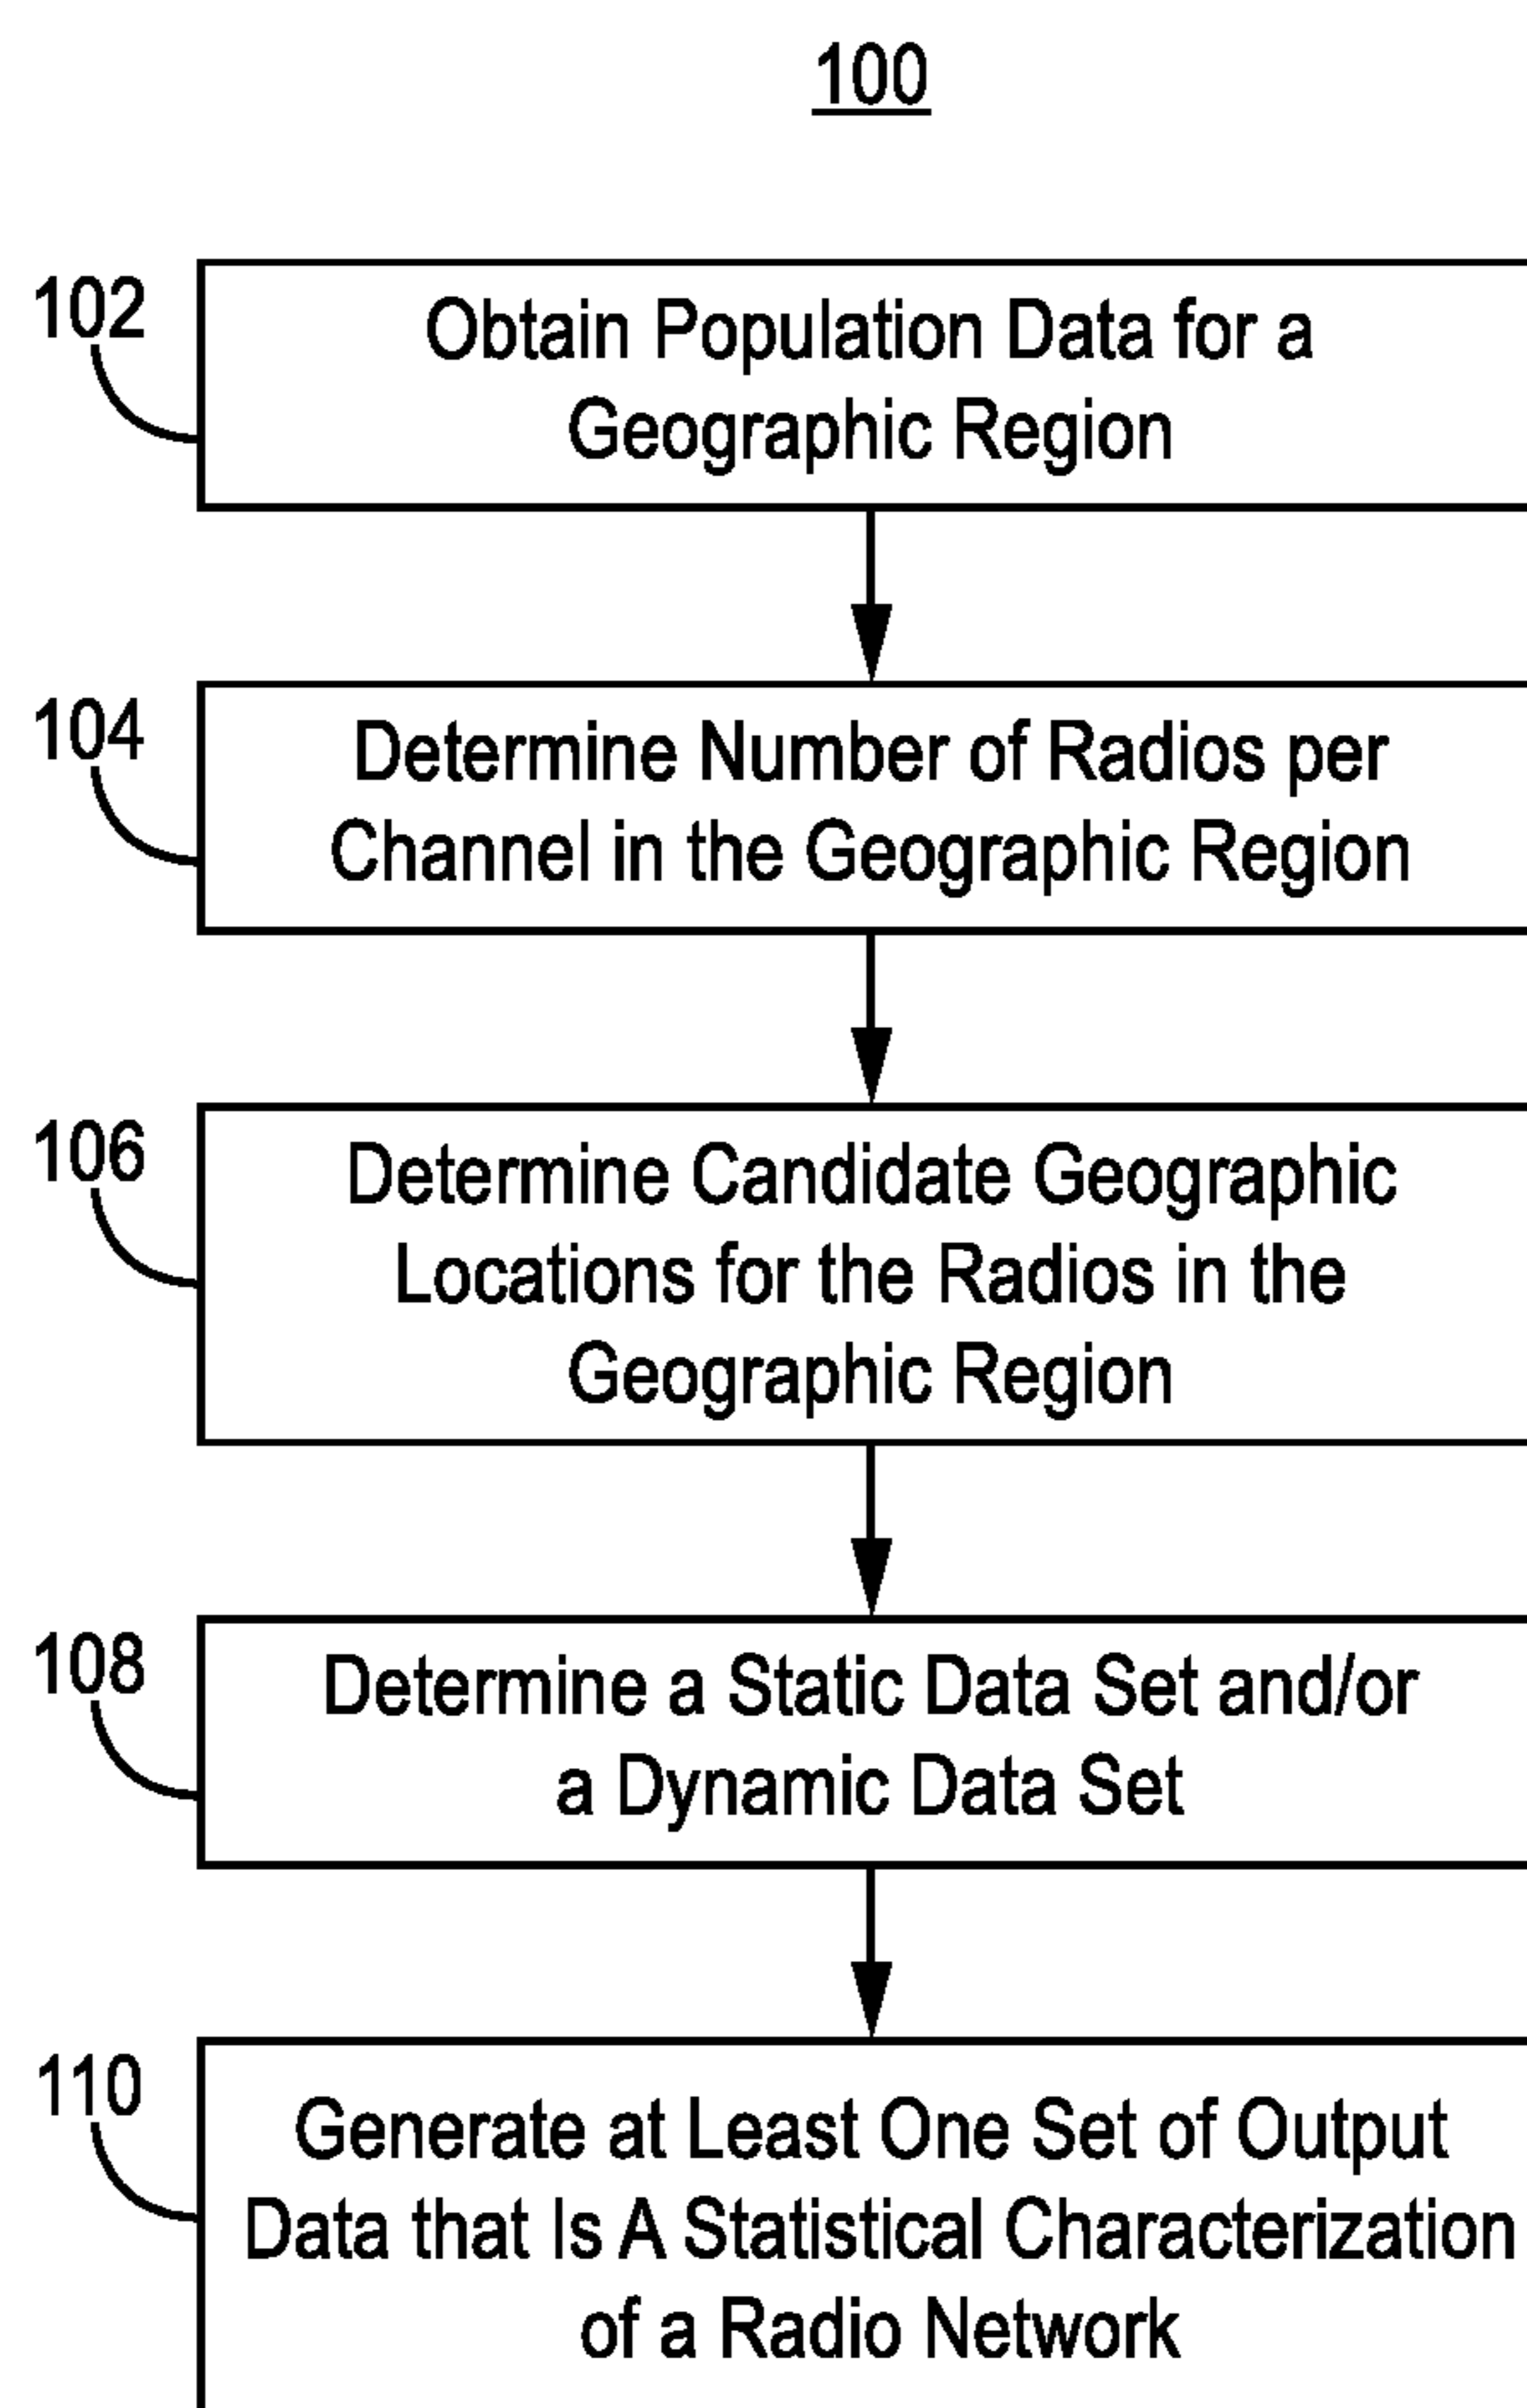 100
102
Obtain Population Data for a
Geographic Region
104
Determine Number of Radios per
Channel in the Geographic Region
106
Determine Candidate Geographic
Locations for the Radios in the
Geographic Region
108
Determine a Static Data Set and/or
a Dynamic Data Set
110
Generate at Least One Set of Output
Data that Is A Statistical Characterization
of a Radio Network